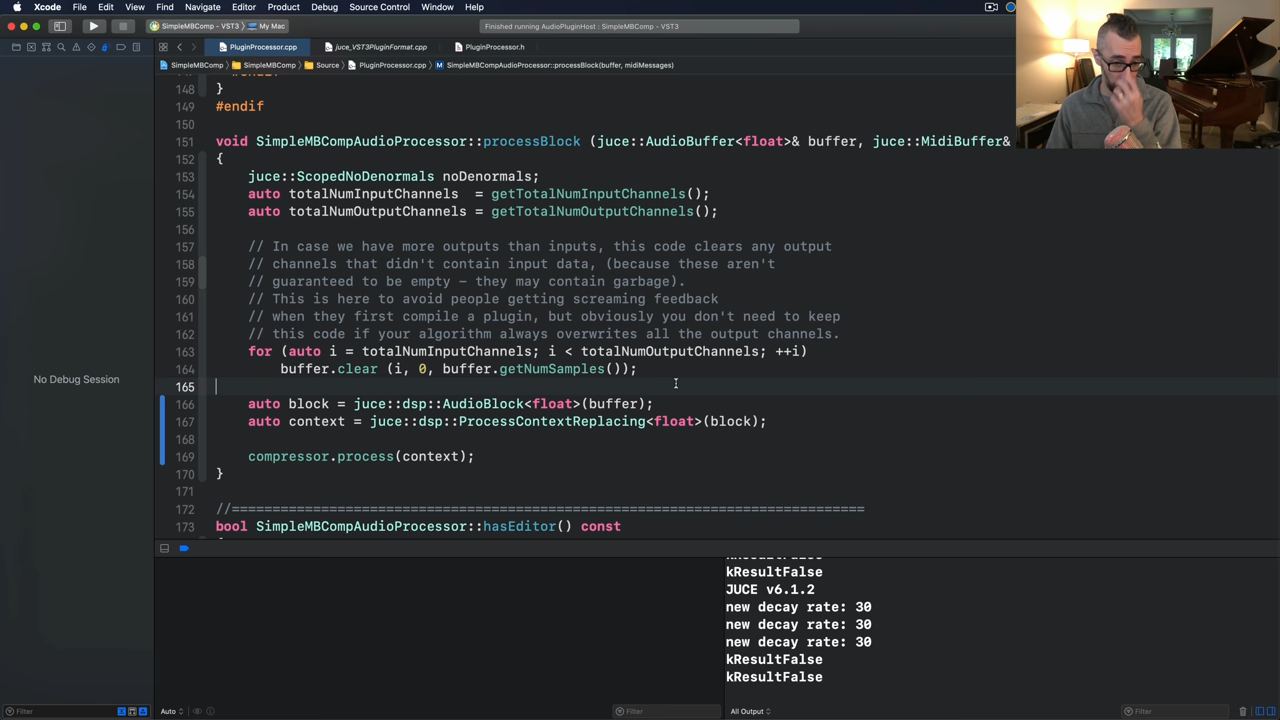 Xcode File Edit View Find Navigate Editor Product Debug Source Control Window Help
SimpleMBComp - VST3 › My Mac
Finished running AudioPluginHost : SimpleMBComp - VST3
PluginProcessor.cpp juce_VST3PluginFormat.cpp PluginProcessor.h
SimpleMBComp › SimpleMBComp › Source › PluginProcessor.cpp › M SimpleMBCompAudioProcessor::processBlock(buffer, midiMessages)
148 }
149 #endif
150
151 void SimpleMBCompAudioProcessor::processBlock (juce::AudioBuffer<float>& buffer, juce::MidiBuffer&
152 {
153 juce::ScopedNoDenormals noDenormals;
154 auto totalNumInputChannels  = getTotalNumInputChannels();
155 auto totalNumOutputChannels = getTotalNumOutputChannels();
156
157 // In case we have more outputs than inputs, this code clears any output
158 // channels that didn't contain input data, (because these aren't
159 // guaranteed to be empty - they may contain garbage).
160 // This is here to avoid people getting screaming feedback
161 // when they first compile a plugin, but obviously you don't need to keep
162 // this code if your algorithm always overwrites all the output channels.
163 for (auto i = totalNumInputChannels; i < totalNumOutputChannels; ++i)
164 buffer.clear (i, 0, buffer.getNumSamples());
165
166 auto block = juce::dsp::AudioBlock<float>(buffer);
167 auto context = juce::dsp::ProcessContextReplacing<float>(block);
168
169 compressor.process(context);
170 }
171
172 //==============================================================================
173 bool SimpleMBCompAudioProcessor::hasEditor() const
No Debug Session
kResultFalse
JUCE v6.1.2
new decay rate: 30
new decay rate: 30
new decay rate: 30
kResultFalse
kResultFalse
Filter
Auto
Filter
All Output
Filter